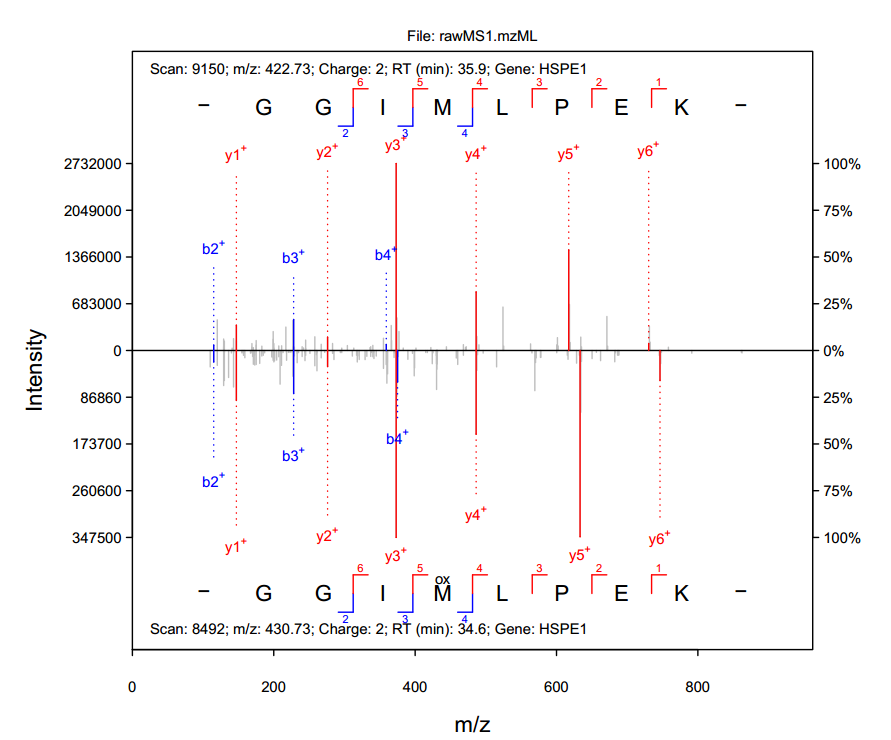 File: rawMS1.mzML
Scan: 9150; m/z: 422.73; Charge: 2; RT (min): 35.9; Gene: HSPE1
6 5 4 3 2 1
– G G I M L P E K –
2 3 4
y1+ y2+ y3+ y4+ y5+ y6+
b2+ b3+ b4+
2732000 100%
2049000 75%
1366000 50%
683000 25%
0 0%
86860 25%
173700 50%
260600 75%
347500 100%
Intensity
b2+ b3+ b4+
y1+ y2+ y3+ y4+ y5+ y6+
6 5 4 3 2 1
ox
– G G I M L P E K –
2 3 4
Scan: 8492; m/z: 430.73; Charge: 2; RT (min): 34.6; Gene: HSPE1
0 200 400 600 800
m/z